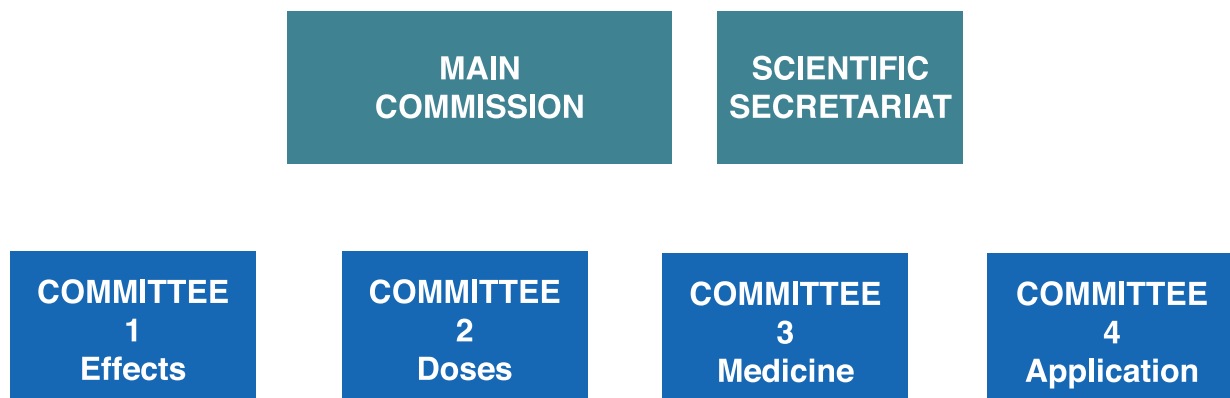 MAIN
COMMISSION
SCIENTIFIC
SECRETARIAT
COMMITTEE
1
Effects
COMMITTEE
2
Doses
COMMITTEE
3
Medicine
COMMITTEE
4
Application